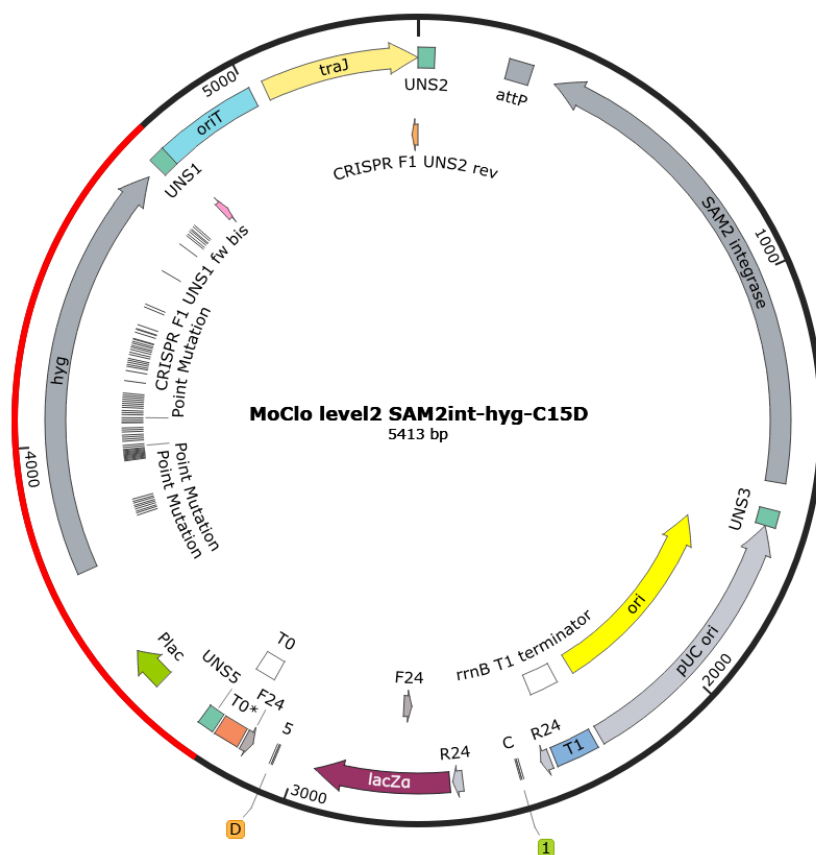 5000
traJ
UNS2
attP
oriT
CRISPR F1 UNS2 rev
UNS1
SAM2 integrase
1000
CRISPR F1 UNS1 fw bis
Point Mutation
hyg
MoClo level2 SAM2int-hyg-C15D
5413 bp
4000
Point Mutation
Point Mutation
UNS3
ori
pUC ori
2000
rrnB T1 terminator
Plac
T0
UNS5
T0*
F24
5
F24
R24
C
R24
T1
lacZα
3000
D
1